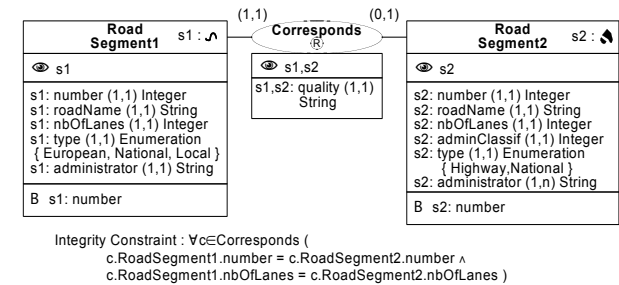 Road
Segment1
s1 :
(1,1)
Corresponds
R
(0,1)
Road
Segment2
s2 :
s1
s1: number (1,1) Integer
s1: roadName (1,1) String
s1: nbOfLanes (1,1) Integer
s1: type (1,1) Enumeration
{ European, National, Local }
s1: administrator (1,1) String
B s1: number
s1,s2
s1,s2: quality (1,1)
String
s2
s2: number (1,1) Integer
s2: roadName (1,1) String
s2: nbOfLanes (1,1) Integer
s2: adminClassif (1,1) Integer
s2: type (1,1) Enumeration
{ Highway,National }
s2: administrator (1,n) String
B s2: number
Integrity Constraint : ∀c∈Corresponds (
c.RoadSegment1.number = c.RoadSegment2.number ∧
c.RoadSegment1.nbOfLanes = c.RoadSegment2.nbOfLanes )